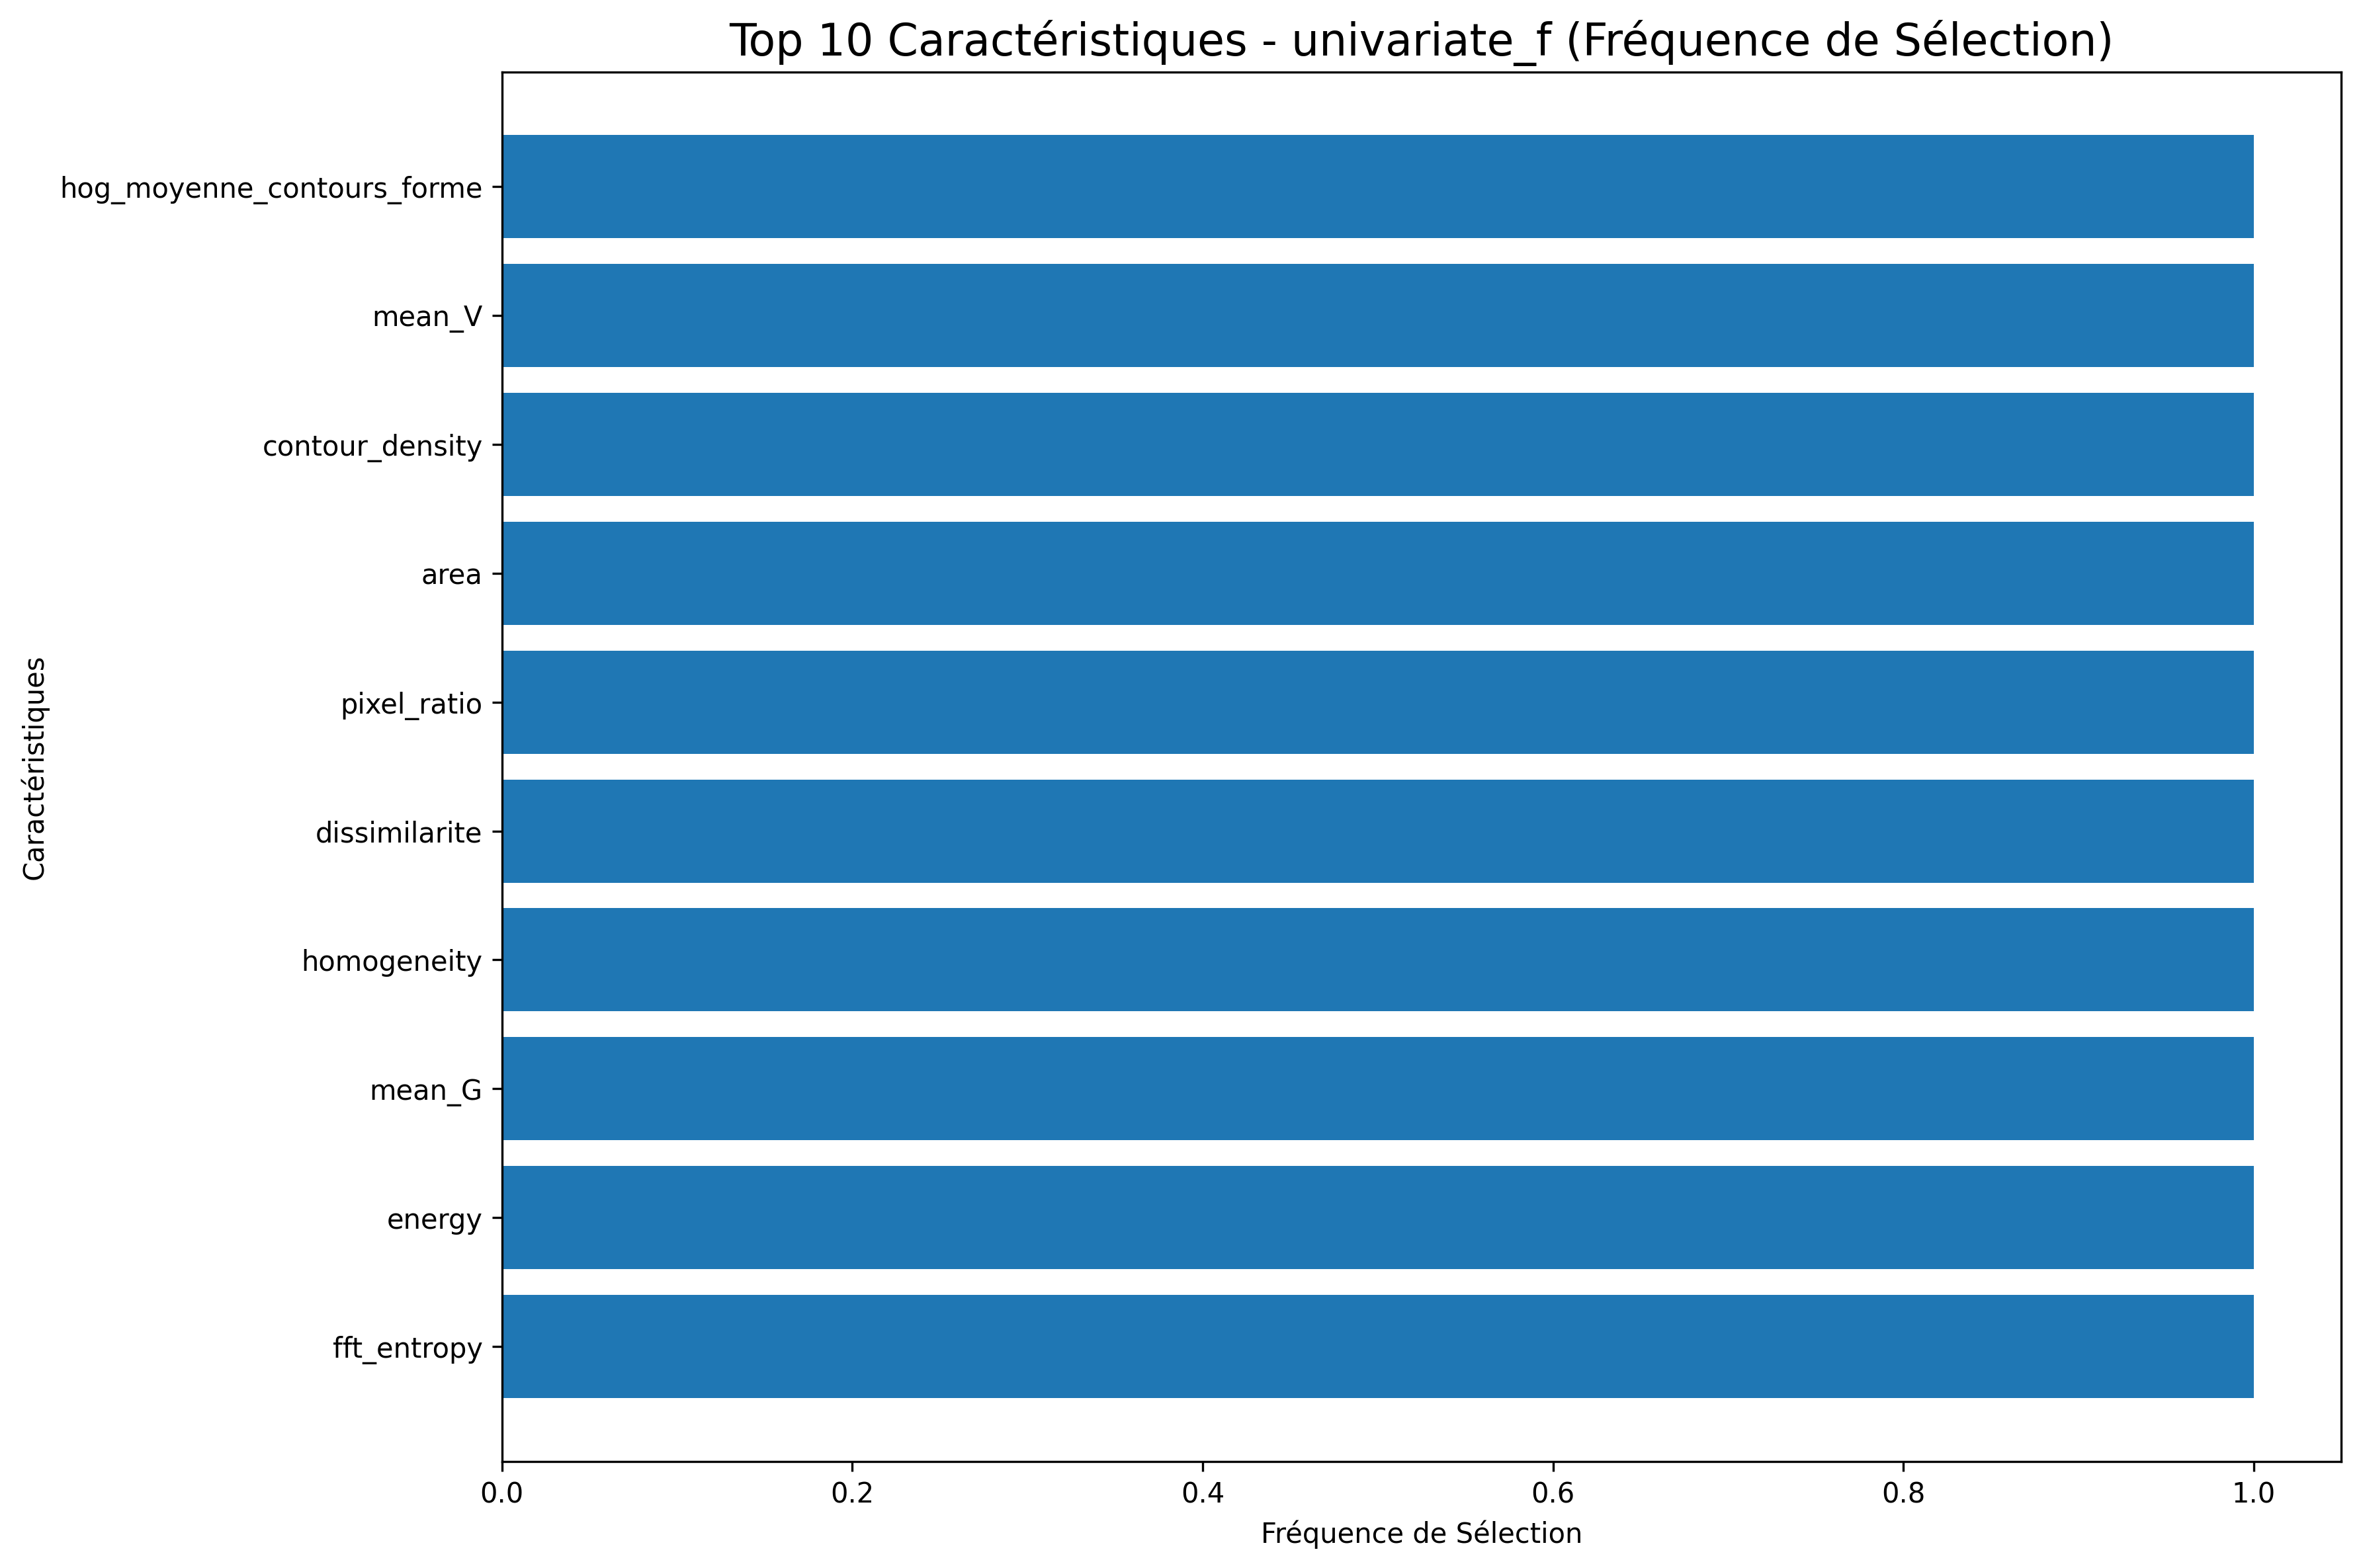 Top 10 Caractéristiques - univariate_f (Fréquence de Sélection)
hog_moyenne_contours_forme
mean_V
contour_density
area
pixel_ratio
dissimilarite
homogeneity
mean_G
energy
fft_entropy
Caractéristiques
0.0 0.2 0.4 0.6 0.8 1.0
Fréquence de Sélection